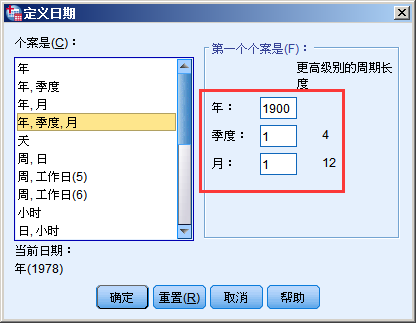 定义日期
个案是(C)：
年
年, 季度
年, 月
年, 季度, 月
天
周, 日
周, 工作日(5)
周, 工作日(6)
小时
日, 小时
当前日期：
年(1978)
第一个个案是(F)：
更高级别的周期长
度
年： 1900
季度： 1 4
月： 1 12
确定 重置(R) 取消 帮助